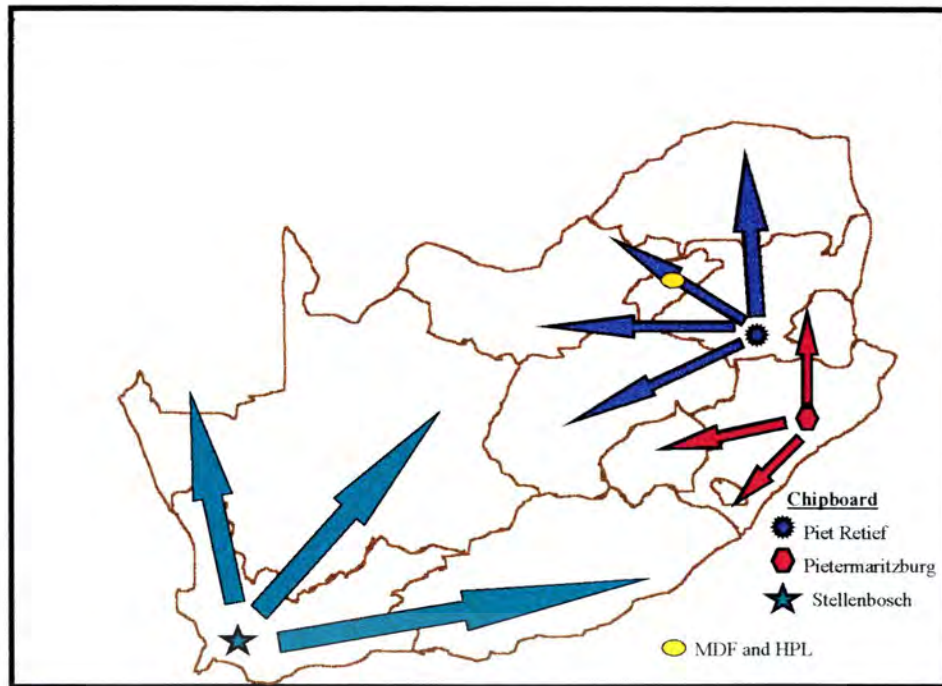 Chipboard
Piet Retief
Pietermaritzburg
Stellenbosch
MDF and HPL